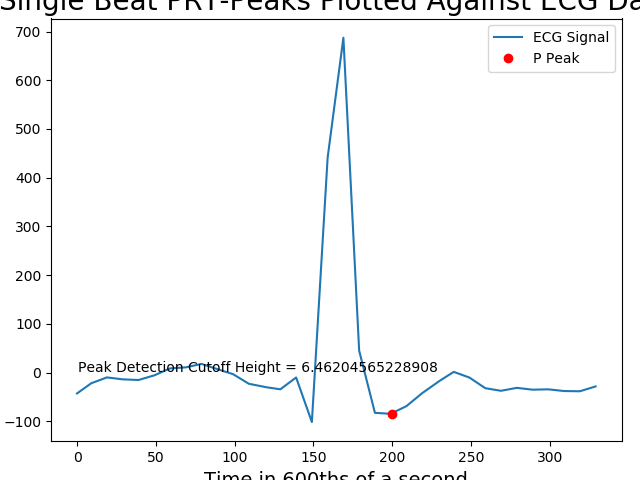 Single Beat PRT-Peaks Plotted Against ECG Da
ECG Signal
P Peak
700
600
500
400
300
200
100
0
−100
Peak Detection Cutoff Height = 6.46204565228908
0 50 100 150 200 250 300
Time in 600ths of a second